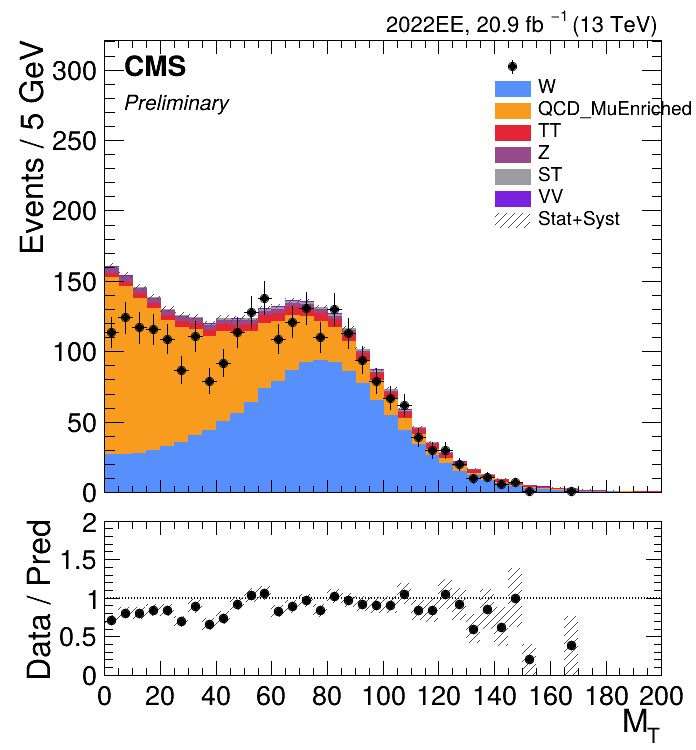 2022EE, 20.9 fb⁻¹ (13 TeV)
Events / 5 GeV
CMS
Preliminary
W
QCD_MuEnriched
TT
Z
ST
VV
Stat+Syst
300
250
200
150
100
50
0
Data / Pred
2
1.5
1
0.5
0
0 20 40 60 80 100 120 140 160 180 200
M_T